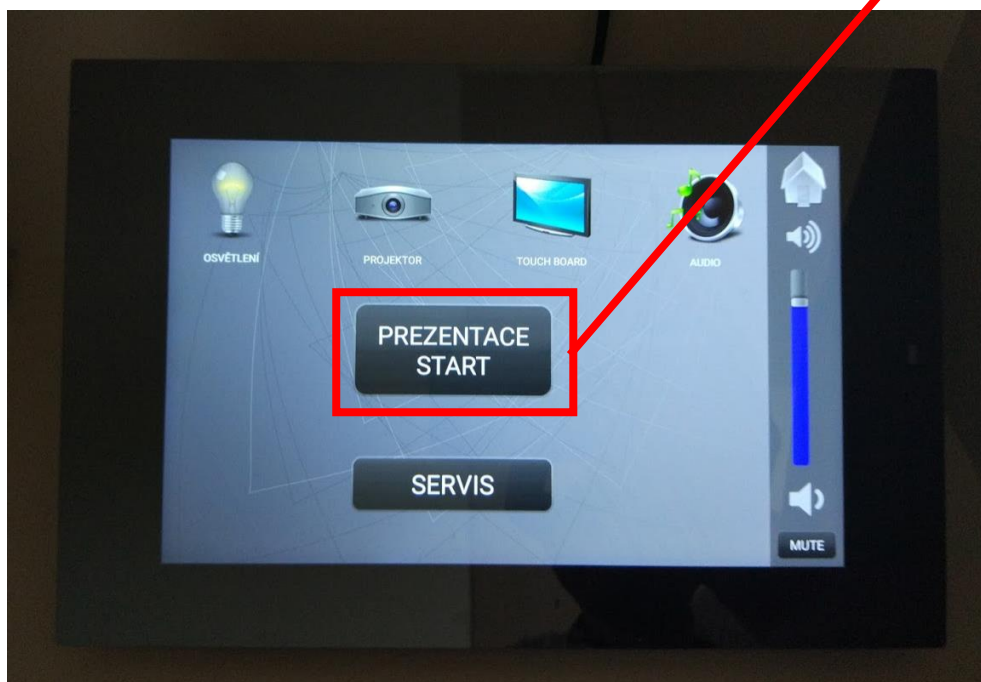 OSVĚTLENÍ
PROJEKTOR
TOUCH BOARD
AUDIO
PREZENTACE
START
SERVIS
MUTE